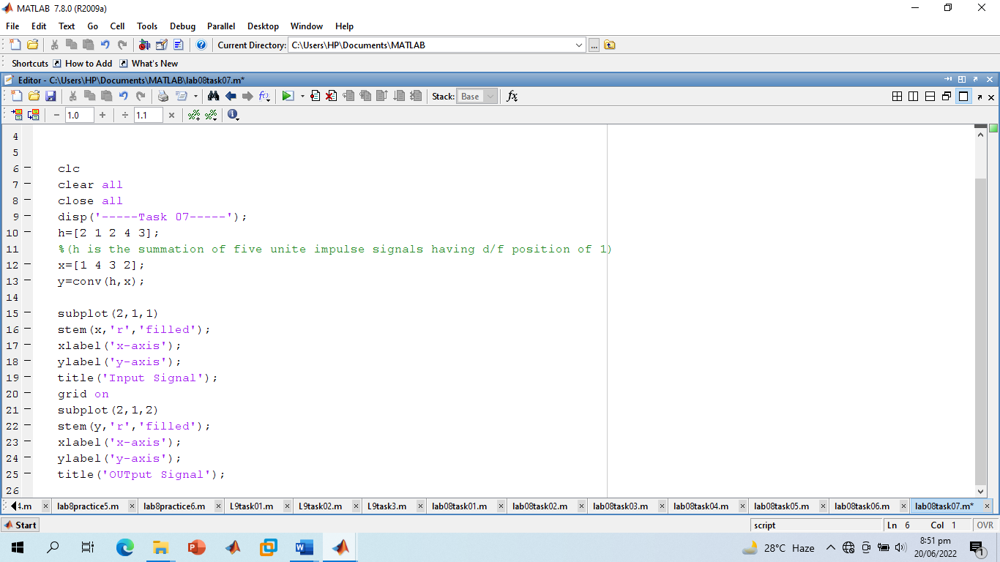 MATLAB 7.8.0 (R2009a)
File Edit Text Go Cell Tools Debug Parallel Desktop Window Help
Current Directory: C:\Users\HP\Documents\MATLAB ...
Shortcuts How to Add What's New
Editor - C:\Users\HP\Documents\MATLAB\lab08task07.m*
Stack: Base fx
− 1.0 + ÷ 1.1 ×
4
5
6 clc
7 clear all
8 close all
9 disp('-----Task 07-----');
10 h=[2 1 2 4 3];
11 %(h is the summation of five unite impulse signals having d/f position of 1)
12 x=[1 4 3 2];
13 y=conv(h,x);
14
15 subplot(2,1,1)
16 stem(x,'r','filled');
17 xlabel('x-axis');
18 ylabel('y-axis');
19 title('Input Signal');
20 grid on
21 subplot(2,1,2)
22 stem(y,'r','filled');
23 xlabel('x-axis');
24 ylabel('y-axis');
25 title('OUTput Signal');
26
4.m lab8practice5.m lab8practice6.m L9task01.m L9task02.m L9task3.m lab08task01.m lab08task02.m lab08task03.m lab08task04.m lab08task05.m lab08task06.m lab08task07.m*
Start script Ln 6 Col 1 OVR
28°C Haze 8:51 pm
20/06/2022 1